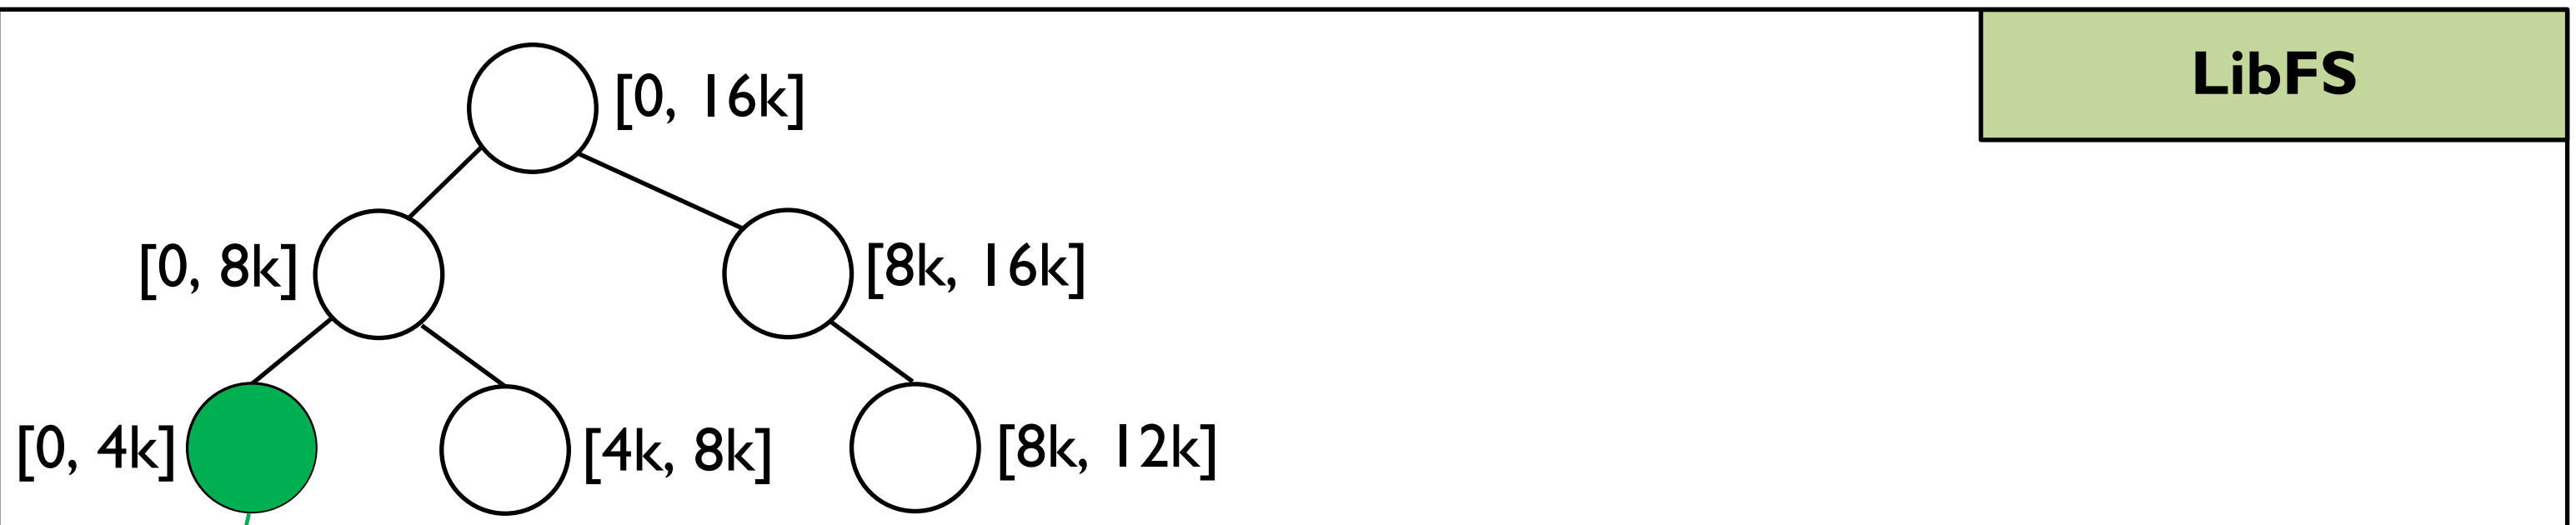 LibFS
[0, 16k]
[0, 8k]
[8k, 16k]
[0, 4k]
[4k, 8k]
[8k, 12k]